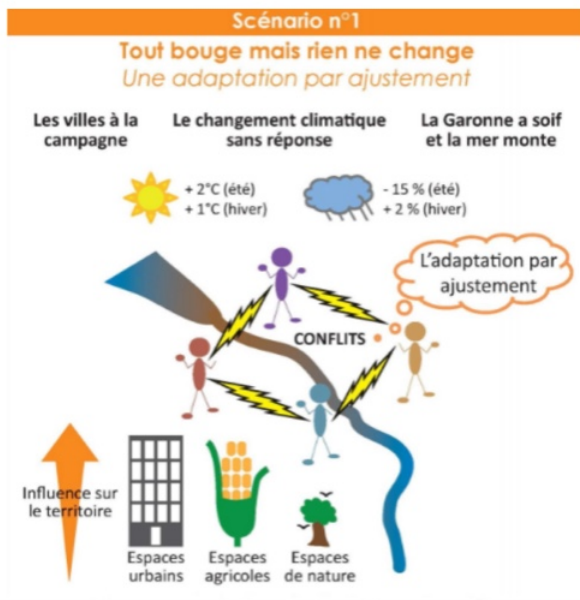 Scénario n°1
Tout bouge mais rien ne change
Une adaptation par ajustement
Les villes à la
campagne
Le changement climatique
sans réponse
La Garonne a soif
et la mer monte
+ 2°C (été)
+ 1°C (hiver)
- 15 % (été)
+ 2 % (hiver)
L'adaptation par
ajustement
CONFLITS
Influence sur
le territoire
Espaces
urbains
Espaces
agricoles
Espaces
de nature